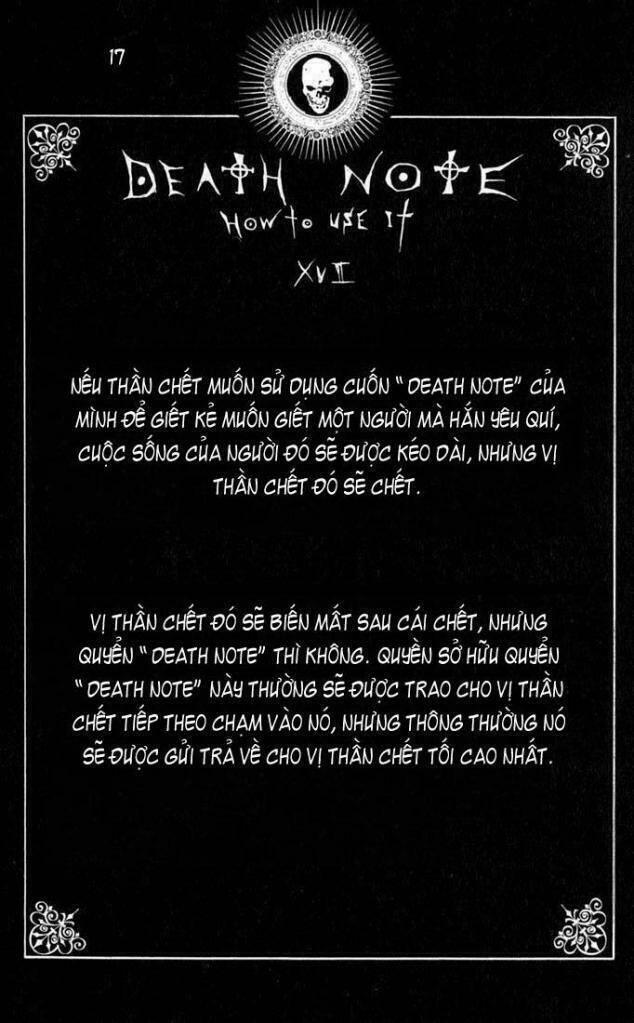 17
DEATH NOTE
HOW to USE It
XVII
NẾU THẦN CHẾT MUỐN SỬ DỤNG CUỐN “ DEATH NOTE” CỦA
MÌNH ĐỂ GIẾT KẺ MUỐN GIẾT MỘT NGƯỜI MÀ HẮN YÊU QUÍ,
CUỘC SỐNG CỦA NGƯỜI ĐÓ SẼ ĐƯỢC KÉO DÀI, NHƯNG VỊ
THẦN CHẾT ĐÓ SẼ CHẾT.
VỊ THẦN CHẾT ĐÓ SẼ BIẾN MẤT SAU CÁI CHẾT, NHƯNG
QUYỂN “ DEATH NOTE” THÌ KHÔNG. QUYỀN SỞ HỮU QUYỂN
“ DEATH NOTE” NÀY THƯỜNG SẼ ĐƯỢC TRAO CHO VỊ THẦN
CHẾT TIẾP THEO CHẠM VÀO NÓ, NHƯNG THÔNG THƯỜNG NÓ
SẼ ĐƯỢC GỬI TRẢ VỀ CHO VỊ THẦN CHẾT TỐI CAO NHẤT.